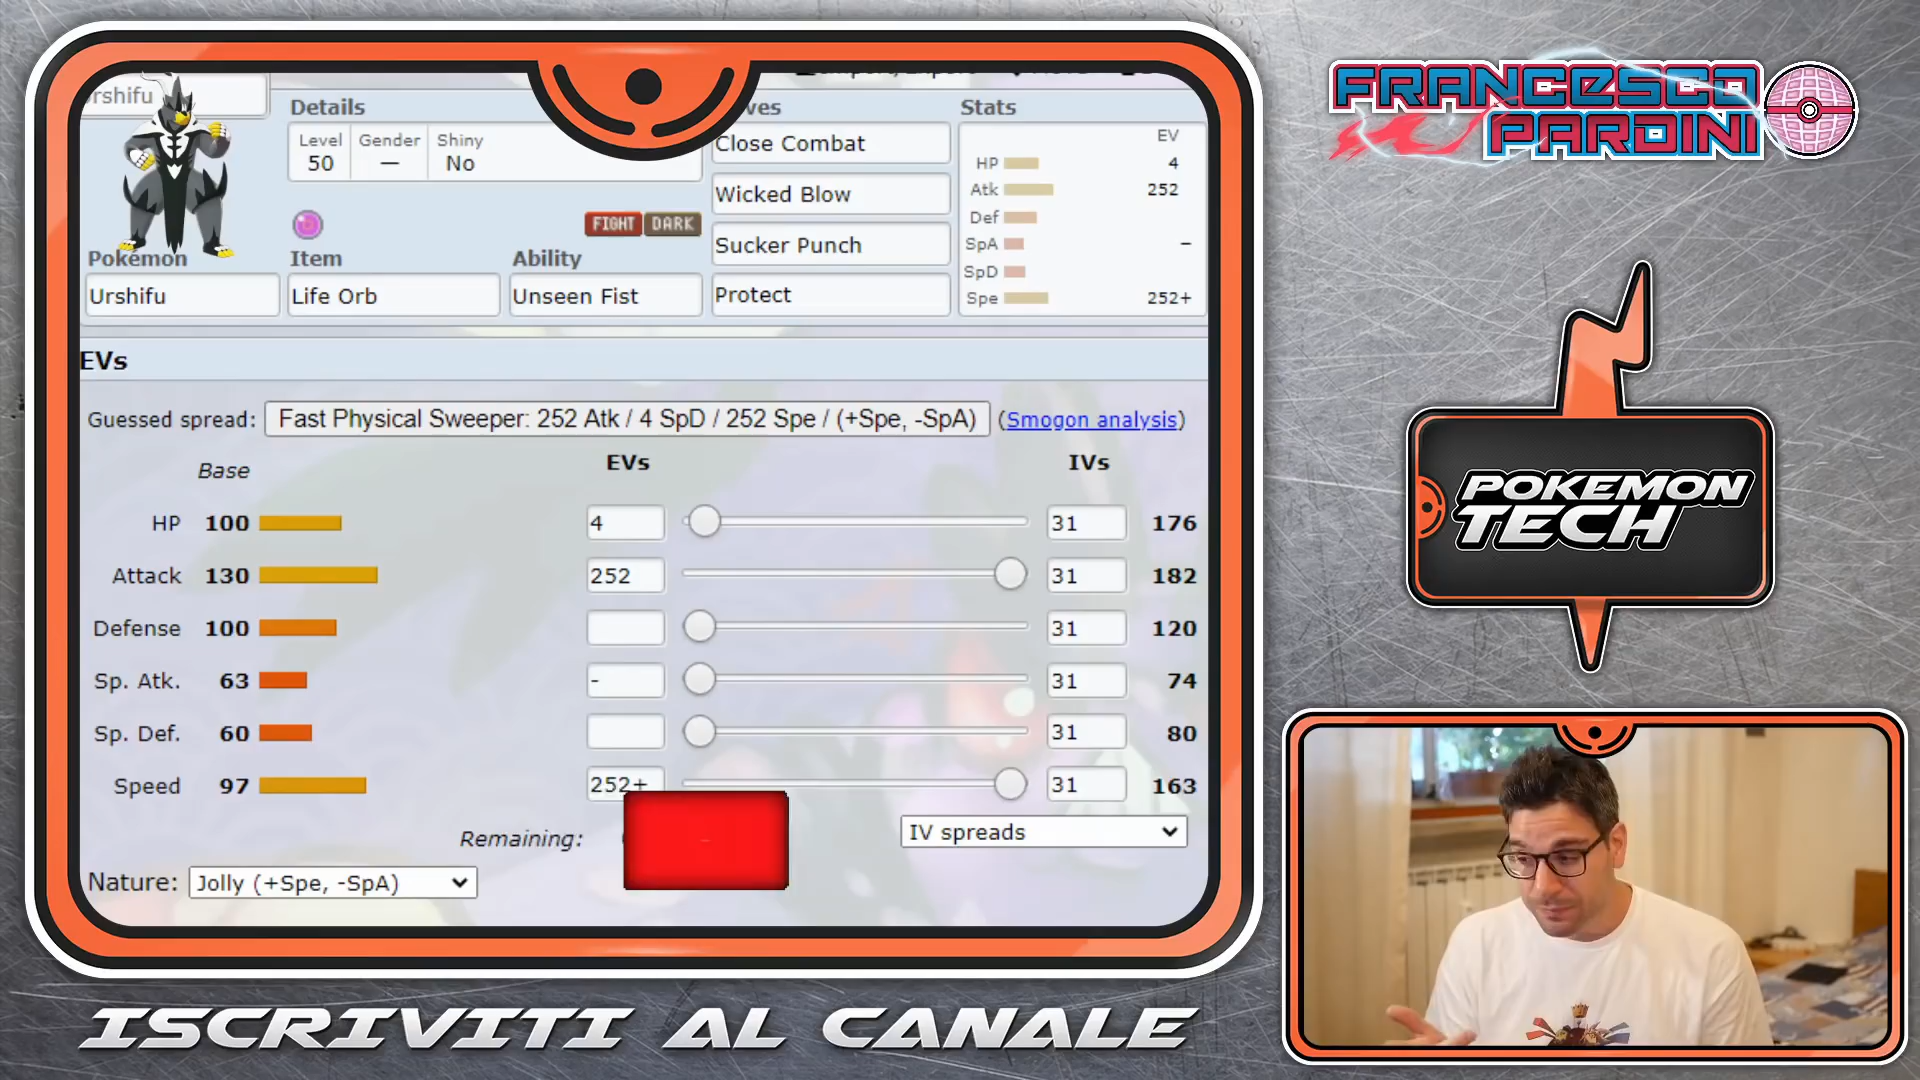 FRANCESCO
PARDINI
Details
Stats
Level
50
Gender
—
Shiny
No
FIGHT DARK
Pokémon
Urshifu
Item
Life Orb
Ability
Unseen Fist
Close Combat
Wicked Blow
Sucker Punch
Protect
EV
HP 4
Atk 252
Def
SpA –
SpD
Spe 252+
EVs
Guessed spread: Fast Physical Sweeper: 252 Atk / 4 SpD / 252 Spe / (+Spe, -SpA) (Smogon analysis)
Base EVs IVs
HP 100 4 31 176
Attack 130 252 31 182
Defense 100 31 120
Sp. Atk. 63 - 31 74
Sp. Def. 60 31 80
Speed 97 252+ 31 163
Remaining:
IV spreads
Nature: Jolly (+Spe, -SpA)
POKEMON
TECH
ISCRIVITI AL CANALE